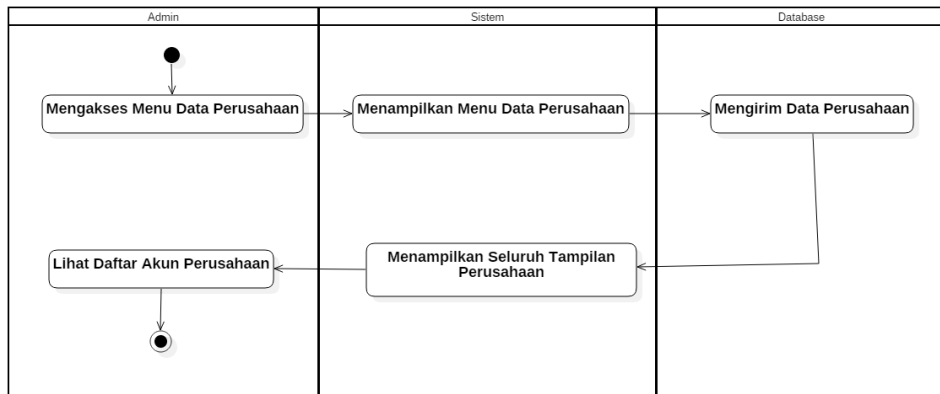 Admin
Sistem
Database
Mengakses Menu Data Perusahaan
Menampilkan Menu Data Perusahaan
Mengirim Data Perusahaan
Lihat Daftar Akun Perusahaan
Menampilkan Seluruh Tampilan
Perusahaan